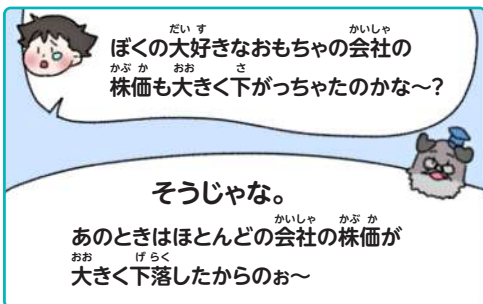 ぼくの大好きなおもちゃの会社の
株価も大きく下がっちゃったのかな～?
そうじゃな。
あのときはほとんどの会社の株価が
大きく下落したからのぉ～